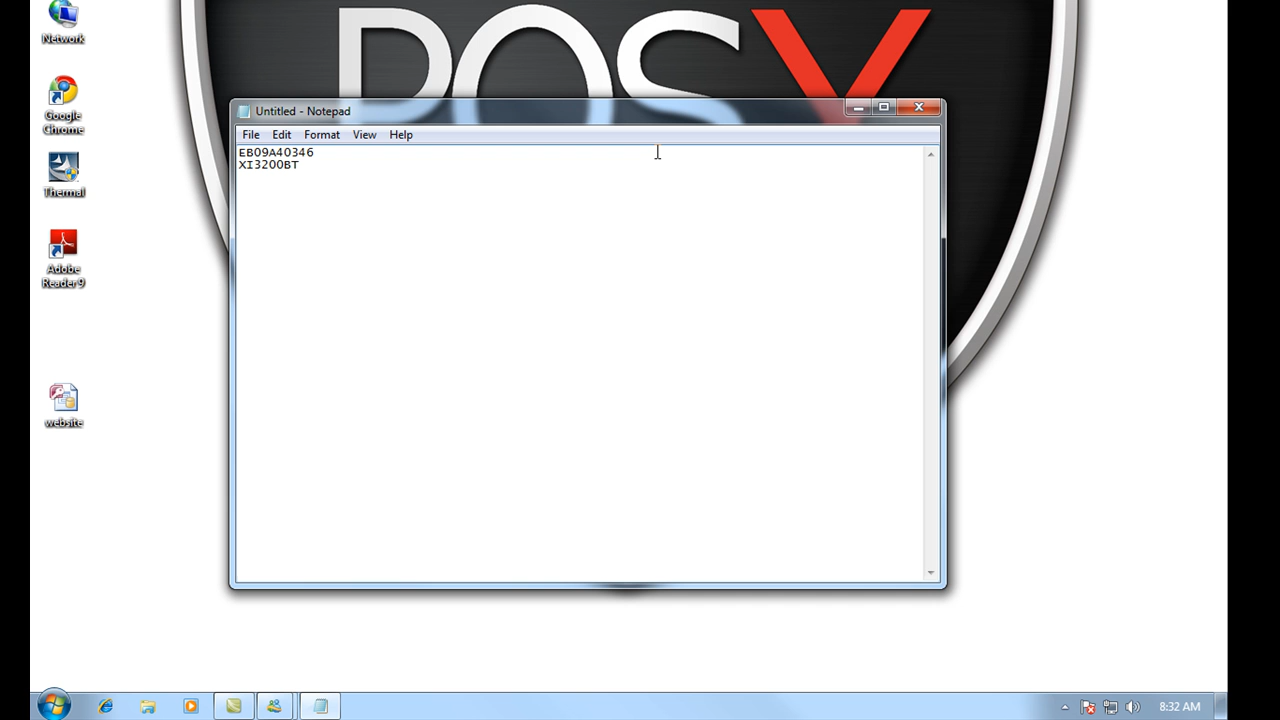 POSX
Network
Google
Chrome
Thermal
Adobe
Reader 9
website
Untitled - Notepad
File Edit Format View Help
EB09A40346
XI3200BT
8:32 AM